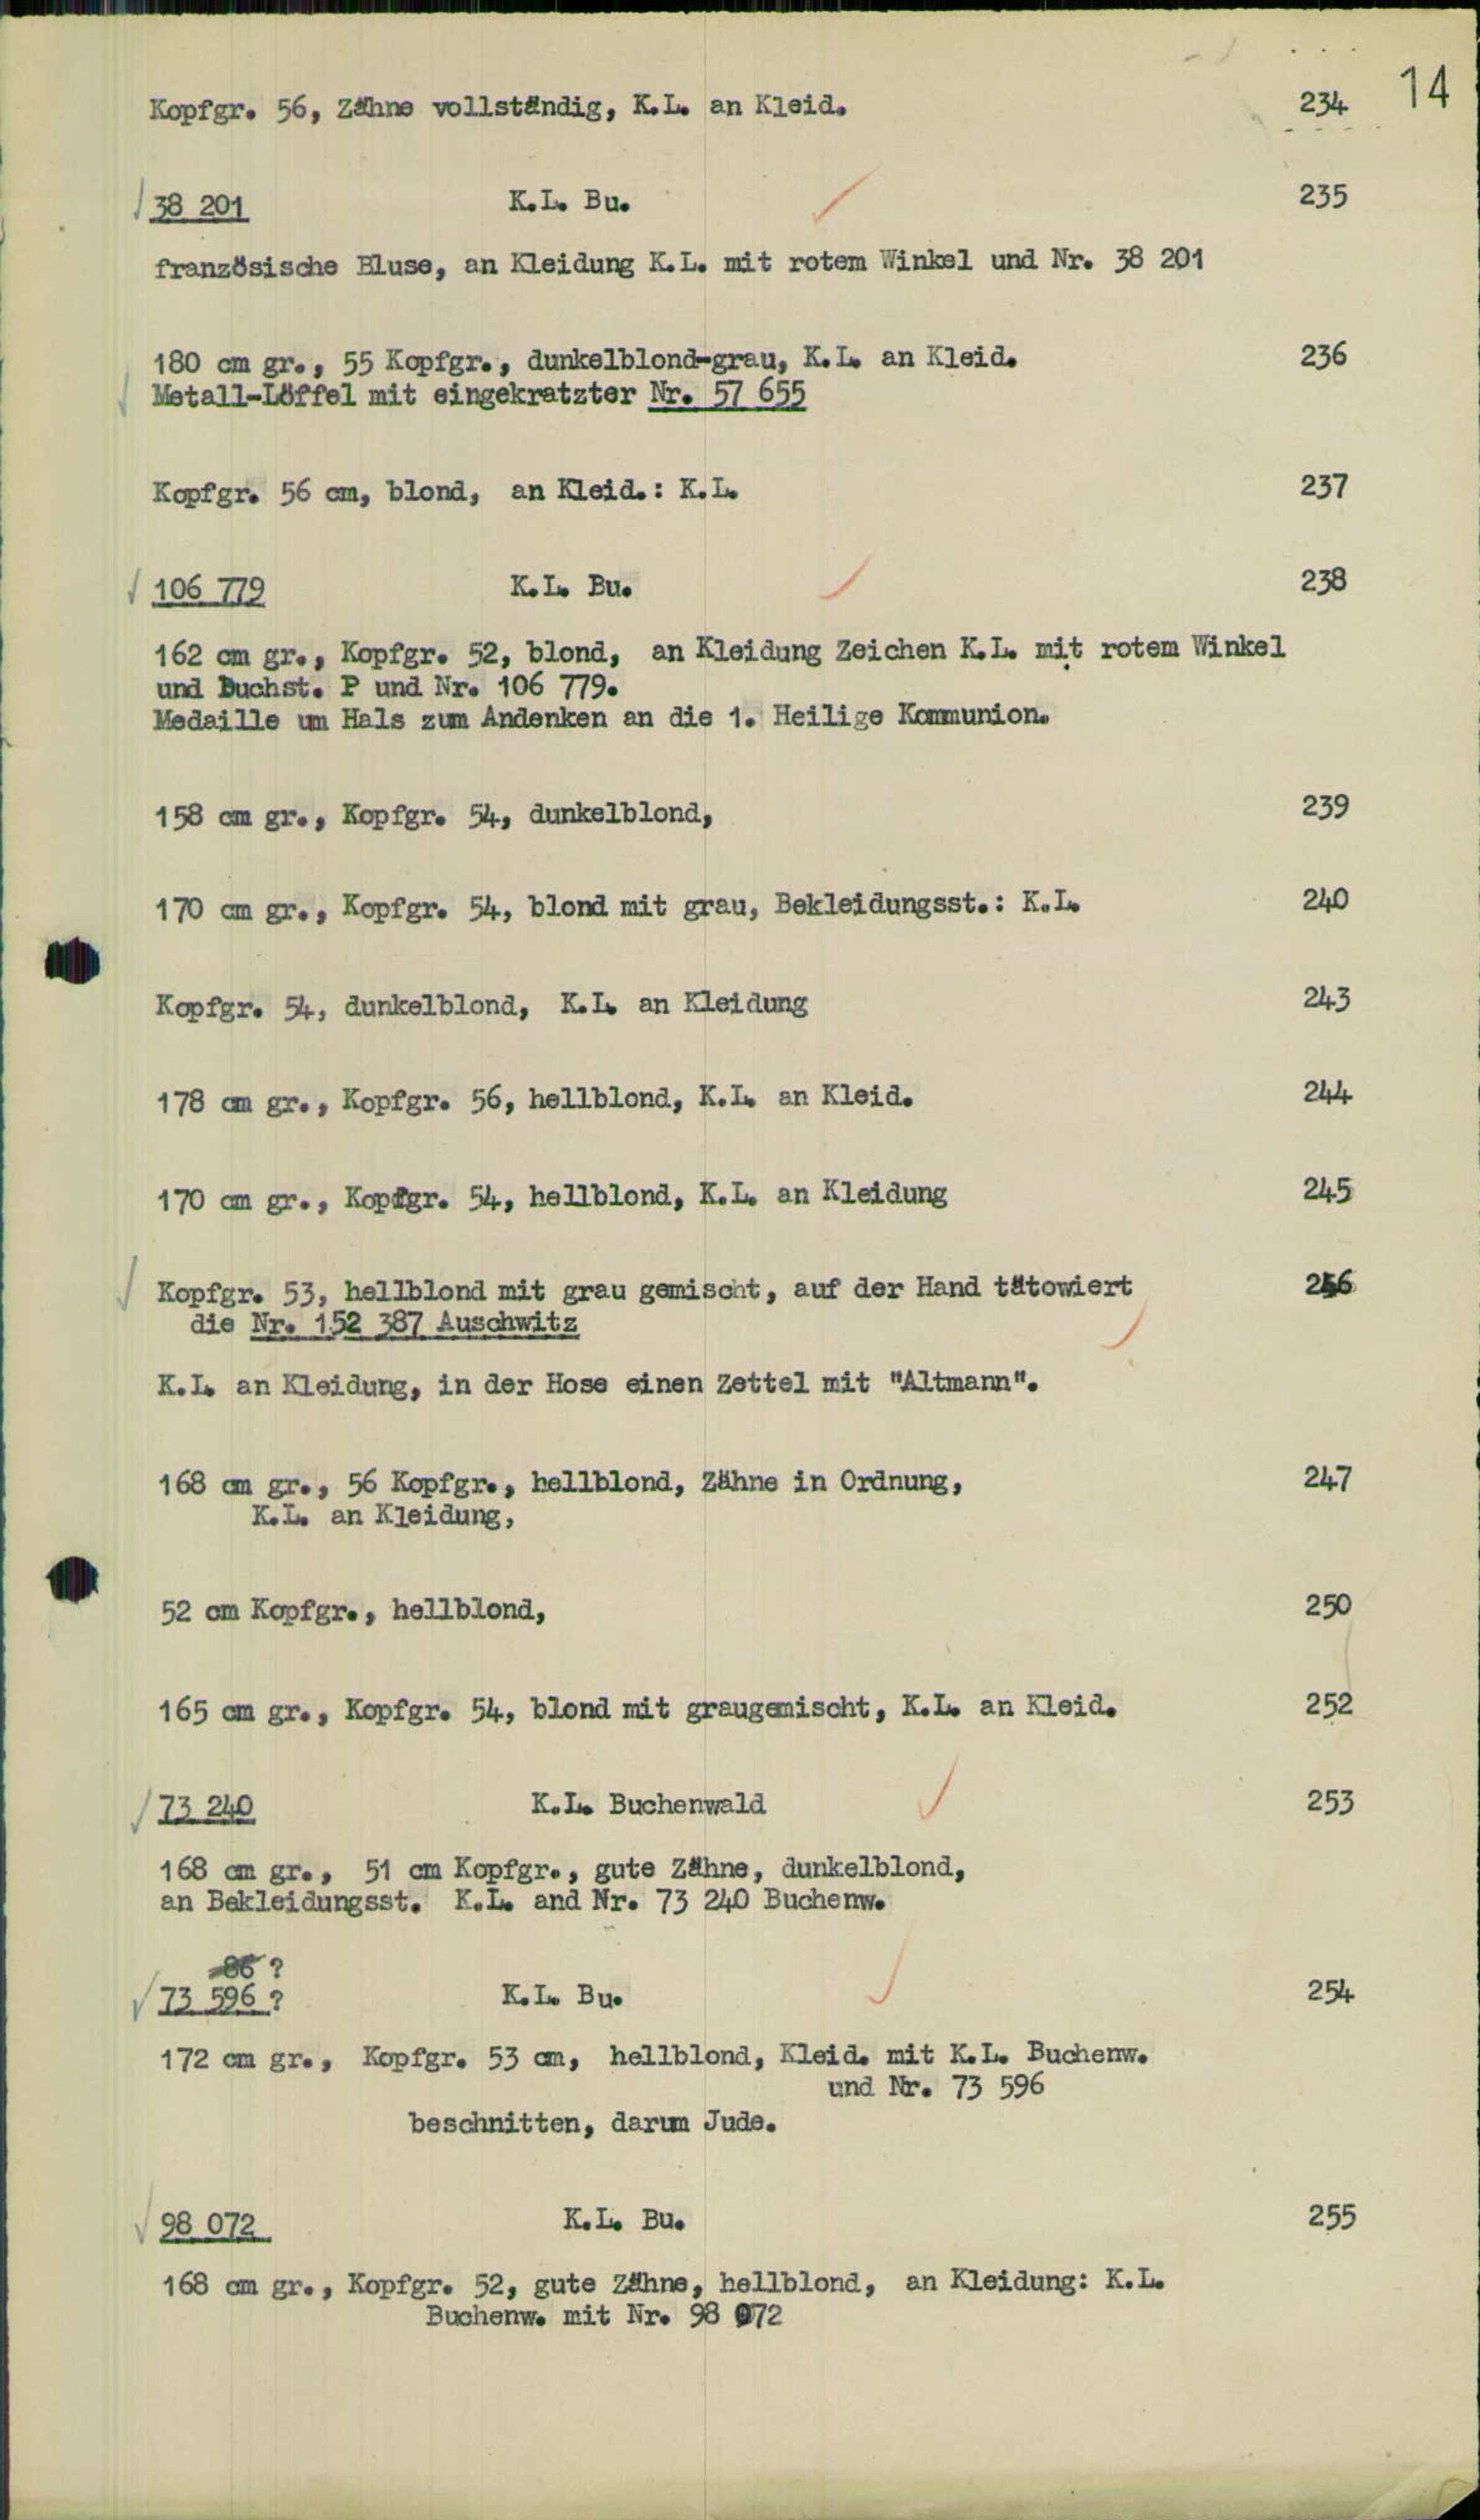 14
Kopfgr. 56, Zähne vollständig, K.L. an Kleid. 234
38 201 K.L. Bu. 235
französische Bluse, an Kleidung K.L. mit rotem Winkel und Nr. 38 201
180 cm gr., 55 Kopfgr., dunkelblond-grau, K.L. an Kleid. 236
Metall-Löffel mit eingekratzter Nr. 57 655
Kopfgr. 56 cm, blond, an Kleid.: K.L. 237
106 779 K.L. Bu. 238
162 cm gr., Kopfgr. 52, blond, an Kleidung Zeichen K.L. mit rotem Winkel
und Buchst. P und Nr. 106 779.
Medaille um Hals zum Andenken an die 1. Heilige Kommunion.
158 cm gr., Kopfgr. 54, dunkelblond, 239
170 cm gr., Kopfgr. 54, blond mit grau, Bekleidungsst.: K.L. 240
Kopfgr. 54, dunkelblond, K.L. an Kleidung 243
178 cm gr., Kopfgr. 56, hellblond, K.L. an Kleid. 244
170 cm gr., Kopfgr. 54, hellblond, K.L. an Kleidung 245
Kopfgr. 53, hellblond mit grau gemischt, auf der Hand tätowiert 246
die Nr. 152 387 Auschwitz
K.L. an Kleidung, in der Hose einen Zettel mit "Altmann".
168 cm gr., 56 Kopfgr., hellblond, Zähne in Ordnung, 247
K.L. an Kleidung,
52 cm Kopfgr., hellblond, 250
165 cm gr., Kopfgr. 54, blond mit graugemischt, K.L. an Kleid. 252
73 240 K.L. Buchenwald 253
168 cm gr., 51 cm Kopfgr., gute Zähne, dunkelblond,
an Bekleidungsst. K.L. and Nr. 73 240 Buchenw.
86 ?
73 596 ? K.L. Bu. 254
172 cm gr., Kopfgr. 53 cm, hellblond, Kleid. mit K.L. Buchenw.
und Nr. 73 596
beschnitten, darum Jude.
98 072 K.L. Bu. 255
168 cm gr., Kopfgr. 52, gute Zähne, hellblond, an Kleidung: K.L.
Buchenw. mit Nr. 98 072